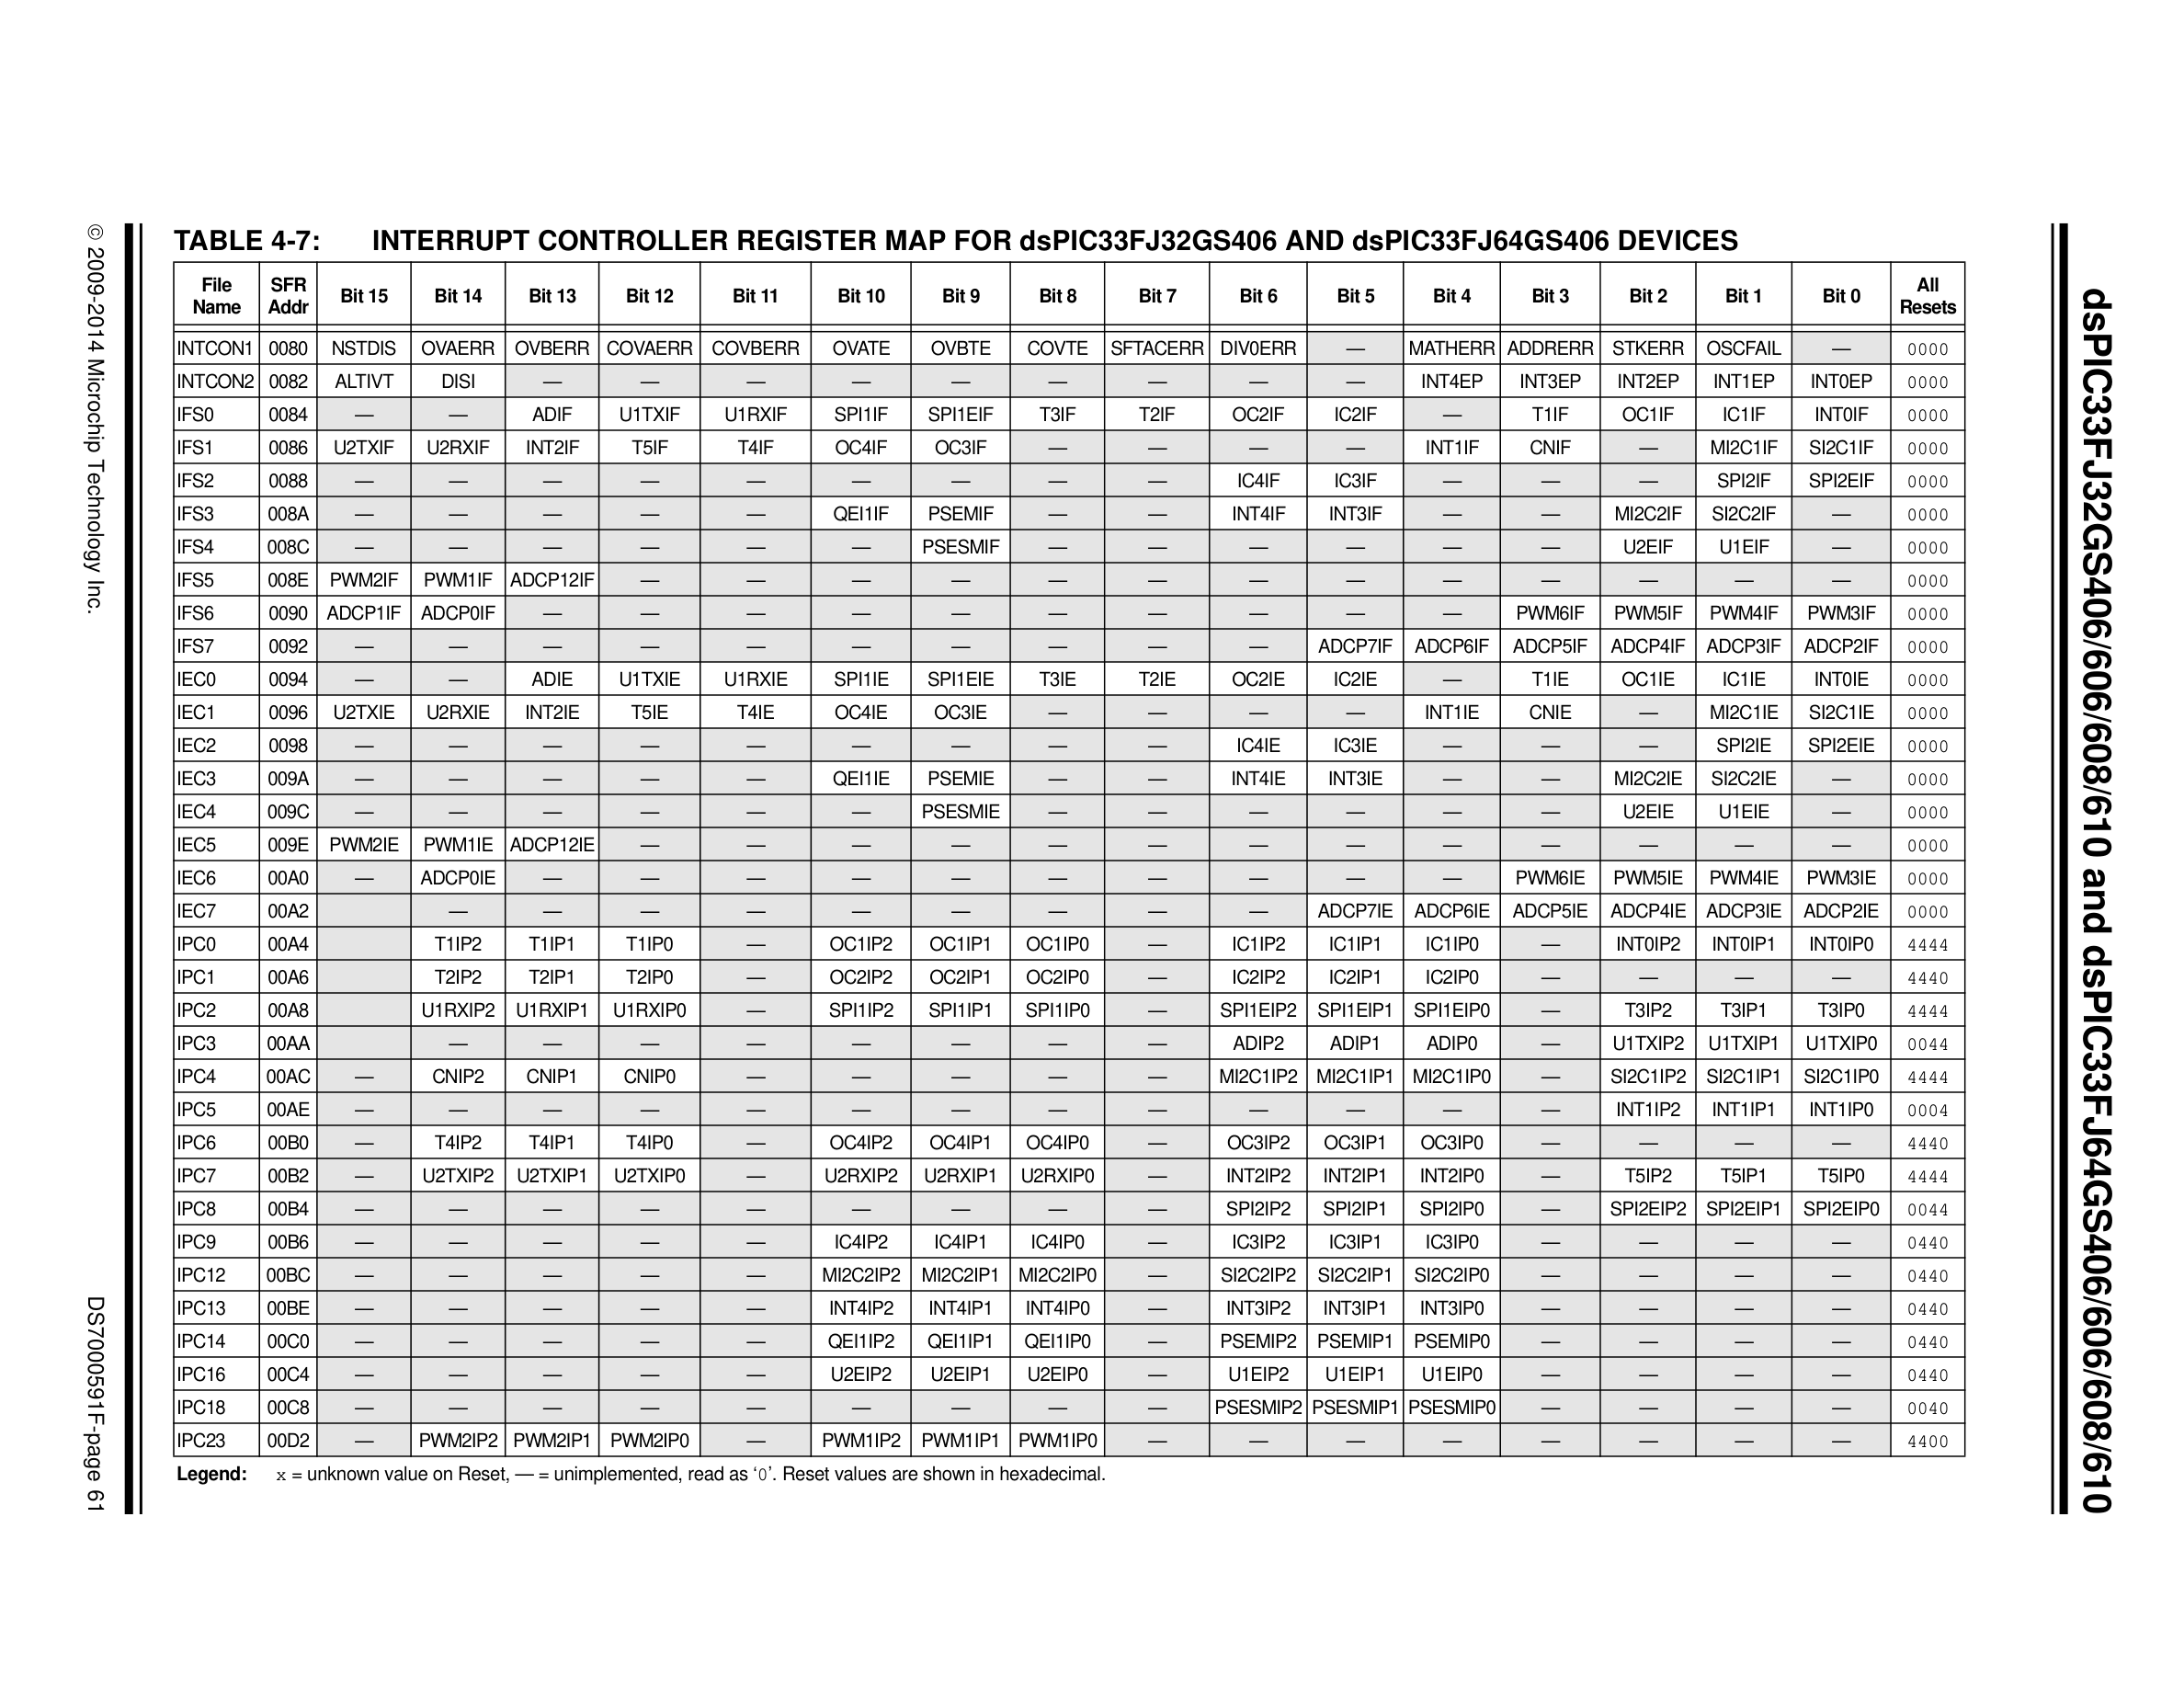 TABLE 4-7: INTERRUPT CONTROLLER REGISTER MAP FOR dsPIC33FJ32GS406 AND dsPIC33FJ64GS406 DEVICES
File Name SFR Addr Bit 15 Bit 14 Bit 13 Bit 12 Bit 11 Bit 10 Bit 9 Bit 8 Bit 7 Bit 6 Bit 5 Bit 4 Bit 3 Bit 2 Bit 1 Bit 0 All Resets
INTCON1 0080 NSTDIS OVAERR OVBERR COVAERR COVBERR OVATE OVBTE COVTE SFTACERR DIV0ERR — MATHERR ADDRERR STKERR OSCFAIL — 0000
INTCON2 0082 ALTIVT DISI — — — — — — — — — INT4EP INT3EP INT2EP INT1EP INT0EP 0000
IFS0 0084 — — ADIF U1TXIF U1RXIF SPI1IF SPI1EIF T3IF T2IF OC2IF IC2IF — T1IF OC1IF IC1IF INT0IF 0000
IFS1 0086 U2TXIF U2RXIF INT2IF T5IF T4IF OC4IF OC3IF — — — — INT1IF CNIF — MI2C1IF SI2C1IF 0000
IFS2 0088 — — — — — — — — — IC4IF IC3IF — — — SPI2IF SPI2EIF 0000
IFS3 008A — — — — — QEI1IF PSEMIF — — INT4IF INT3IF — — MI2C2IF SI2C2IF — 0000
IFS4 008C — — — — — — PSESMIF — — — — — — U2EIF U1EIF — 0000
IFS5 008E PWM2IF PWM1IF ADCP12IF — — — — — — — — — — — — — 0000
IFS6 0090 ADCP1IF ADCP0IF — — — — — — — — — — PWM6IF PWM5IF PWM4IF PWM3IF 0000
IFS7 0092 — — — — — — — — — — ADCP7IF ADCP6IF ADCP5IF ADCP4IF ADCP3IF ADCP2IF 0000
IEC0 0094 — — ADIE U1TXIE U1RXIE SPI1IE SPI1EIE T3IE T2IE OC2IE IC2IE — T1IE OC1IE IC1IE INT0IE 0000
IEC1 0096 U2TXIE U2RXIE INT2IE T5IE T4IE OC4IE OC3IE — — — — INT1IE CNIE — MI2C1IE SI2C1IE 0000
IEC2 0098 — — — — — — — — — IC4IE IC3IE — — — SPI2IE SPI2EIE 0000
IEC3 009A — — — — — QEI1IE PSEMIE — — INT4IE INT3IE — — MI2C2IE SI2C2IE — 0000
IEC4 009C — — — — — — PSESMIE — — — — — — U2EIE U1EIE — 0000
IEC5 009E PWM2IE PWM1IE ADCP12IE — — — — — — — — — — — — — 0000
IEC6 00A0 — ADCP0IE — — — — — — — — — — PWM6IE PWM5IE PWM4IE PWM3IE 0000
IEC7 00A2 — — — — — — — — — ADCP7IE ADCP6IE ADCP5IE ADCP4IE ADCP3IE ADCP2IE 0000
IPC0 00A4 T1IP2 T1IP1 T1IP0 — OC1IP2 OC1IP1 OC1IP0 — IC1IP2 IC1IP1 IC1IP0 — INT0IP2 INT0IP1 INT0IP0 4444
IPC1 00A6 T2IP2 T2IP1 T2IP0 — OC2IP2 OC2IP1 OC2IP0 — IC2IP2 IC2IP1 IC2IP0 — — — — 4440
IPC2 00A8 U1RXIP2 U1RXIP1 U1RXIP0 — SPI1IP2 SPI1IP1 SPI1IP0 — SPI1EIP2 SPI1EIP1 SPI1EIP0 — T3IP2 T3IP1 T3IP0 4444
IPC3 00AA — — — — — — — — ADIP2 ADIP1 ADIP0 — U1TXIP2 U1TXIP1 U1TXIP0 0044
IPC4 00AC — CNIP2 CNIP1 CNIP0 — — — — — MI2C1IP2 MI2C1IP1 MI2C1IP0 — SI2C1IP2 SI2C1IP1 SI2C1IP0 4444
IPC5 00AE — — — — — — — — — — — — — INT1IP2 INT1IP1 INT1IP0 0004
IPC6 00B0 — T4IP2 T4IP1 T4IP0 — OC4IP2 OC4IP1 OC4IP0 — OC3IP2 OC3IP1 OC3IP0 — — — — 4440
IPC7 00B2 — U2TXIP2 U2TXIP1 U2TXIP0 — U2RXIP2 U2RXIP1 U2RXIP0 — INT2IP2 INT2IP1 INT2IP0 — T5IP2 T5IP1 T5IP0 4444
IPC8 00B4 — — — — — — — — — SPI2IP2 SPI2IP1 SPI2IP0 — SPI2EIP2 SPI2EIP1 SPI2EIP0 0044
IPC9 00B6 — — — — — IC4IP2 IC4IP1 IC4IP0 — IC3IP2 IC3IP1 IC3IP0 — — — — 0440
IPC12 00BC — — — — — MI2C2IP2 MI2C2IP1 MI2C2IP0 — SI2C2IP2 SI2C2IP1 SI2C2IP0 — — — — 0440
IPC13 00BE — — — — — INT4IP2 INT4IP1 INT4IP0 — INT3IP2 INT3IP1 INT3IP0 — — — — 0440
IPC14 00C0 — — — — — QEI1IP2 QEI1IP1 QEI1IP0 — PSEMIP2 PSEMIP1 PSEMIP0 — — — — 0440
IPC16 00C4 — — — — — U2EIP2 U2EIP1 U2EIP0 — U1EIP2 U1EIP1 U1EIP0 — — — — 0440
IPC18 00C8 — — — — — — — — — PSESMIP2 PSESMIP1 PSESMIP0 — — — — 0040
IPC23 00D2 — PWM2IP2 PWM2IP1 PWM2IP0 — PWM1IP2 PWM1IP1 PWM1IP0 — — — — — — — — 4400
Legend: x = unknown value on Reset, — = unimplemented, read as ‘0’. Reset values are shown in hexadecimal.
© 2009-2014 Microchip Technology Inc.
DS70000591F-page 61
dsPIC33FJ32GS406/606/608/610 and dsPIC33FJ64GS406/606/608/610